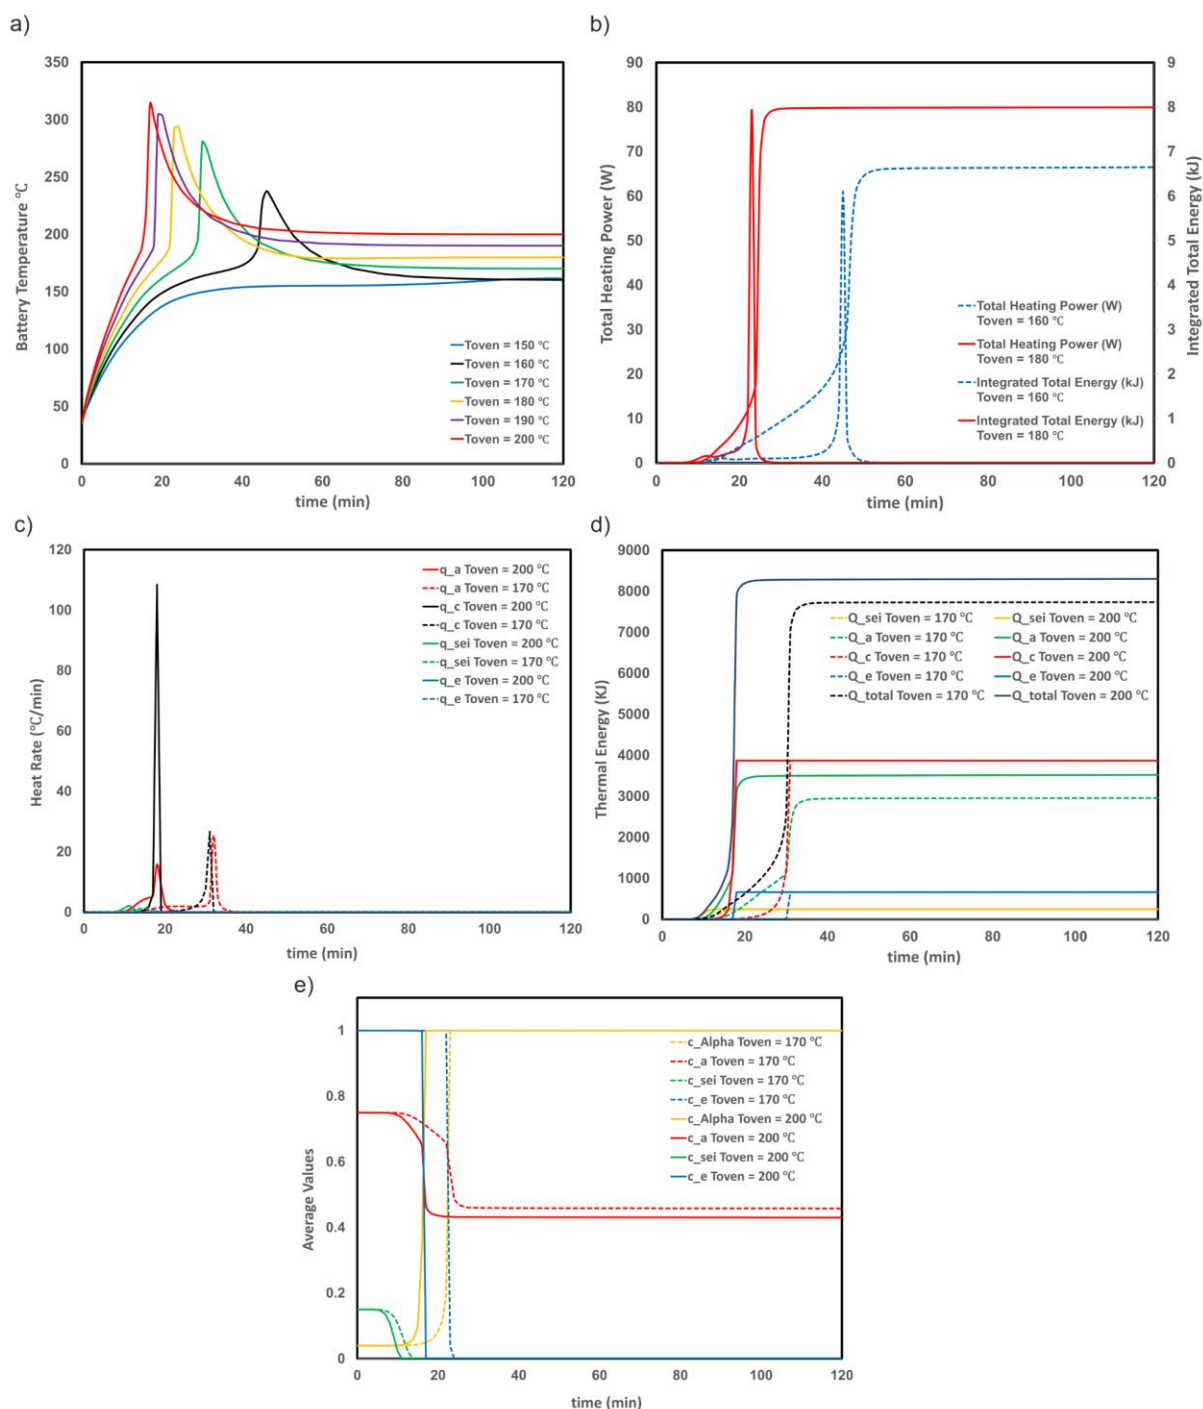 a)
350
300
250
200
150
100
50
0
Battery Temperature ℃
0
20
40
60
80
100
120
time (min)
Toven = 150 ℃
Toven = 160 ℃
Toven = 170 ℃
Toven = 180 ℃
Toven = 190 ℃
Toven = 200 ℃
b)
90
80
70
60
50
40
30
20
10
0
Total Heating Power (W)
9
8
7
6
5
4
3
2
1
0
Integrated Total Energy (kJ)
0
20
40
60
80
100
120
time (min)
Total Heating Power (W)
Toven = 160 ℃
Total Heating Power (W)
Toven = 180 ℃
Integrated Total Energy (kJ)
Toven = 160 ℃
Integrated Total Energy (kJ)
Toven = 180 ℃
c)
120
100
80
60
40
20
0
Heat Rate (℃/min)
0
20
40
60
80
100
120
time (min)
q_a Toven = 200 ℃
q_a Toven = 170 ℃
q_c Toven = 200 ℃
q_c Toven = 170 ℃
q_sei Toven = 200 ℃
q_sei Toven = 170 ℃
q_e Toven = 200 ℃
q_e Toven = 170 ℃
d)
9000
8000
7000
6000
5000
4000
3000
2000
1000
0
Thermal Energy (KJ)
0
20
40
60
80
100
120
time (min)
Q_sei Toven = 170 ℃
Q_sei Toven = 200 ℃
Q_a Toven = 170 ℃
Q_a Toven = 200 ℃
Q_c Toven = 170 ℃
Q_c Toven = 200 ℃
Q_e Toven = 170 ℃
Q_e Toven = 200 ℃
Q_total Toven = 170 ℃
Q_total Toven = 200 ℃
e)
1
0.8
0.6
0.4
0.2
0
Average Values
0
20
40
60
80
100
120
time (min)
c_Alpha Toven = 170 ℃
c_a Toven = 170 ℃
c_sei Toven = 170 ℃
c_e Toven = 170 ℃
c_Alpha Toven = 200 ℃
c_a Toven = 200 ℃
c_sei Toven = 200 ℃
c_e Toven = 200 ℃